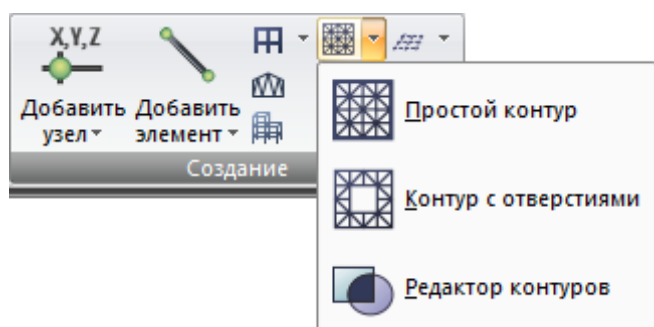 X,Y,Z
Добавить узел
Добавить элемент
Создание
Простой контур
Контур с отверстиями
Редактор контуров